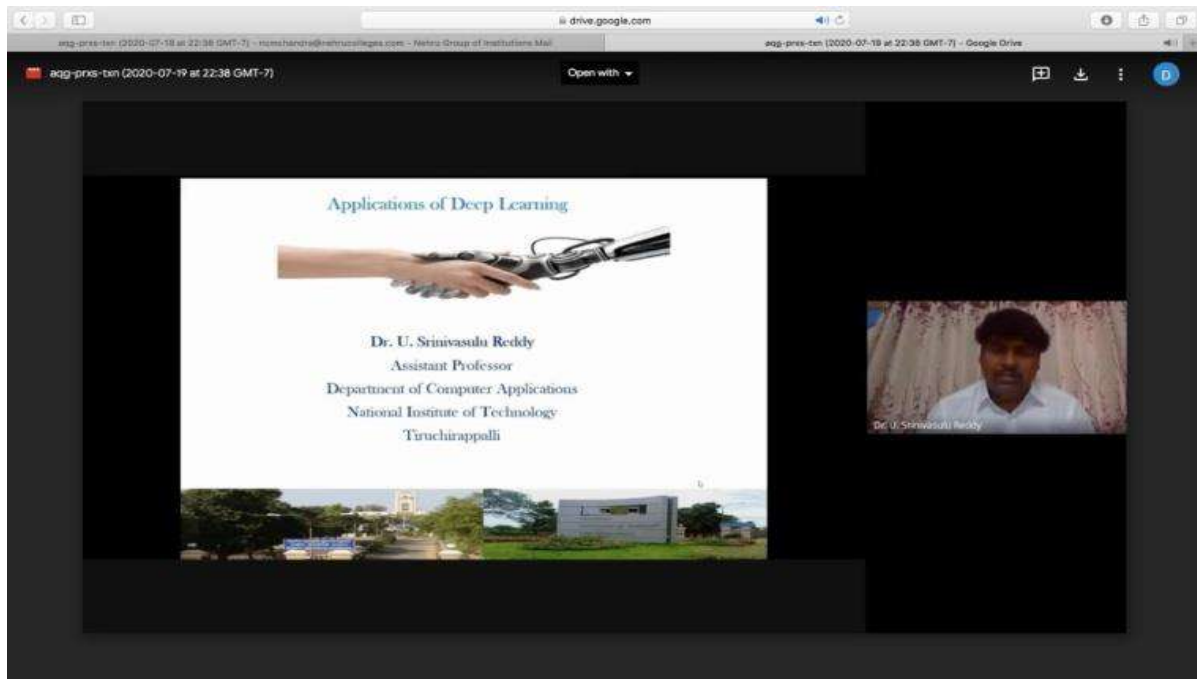 drive.google.com
aqg-prxs-txn (2020-07-19 at 22:38 GMT-7) - Google Drive
aqg-prxs-txn (2020-07-19 at 22:38 GMT-7)
Open with
D
Applications of Deep Learning
Dr. U. Srinivasulu Reddy
Assistant Professor
Department of Computer Applications
National Institute of Technology
Tiruchirappalli
Dr. U. Srinivasulu Reddy